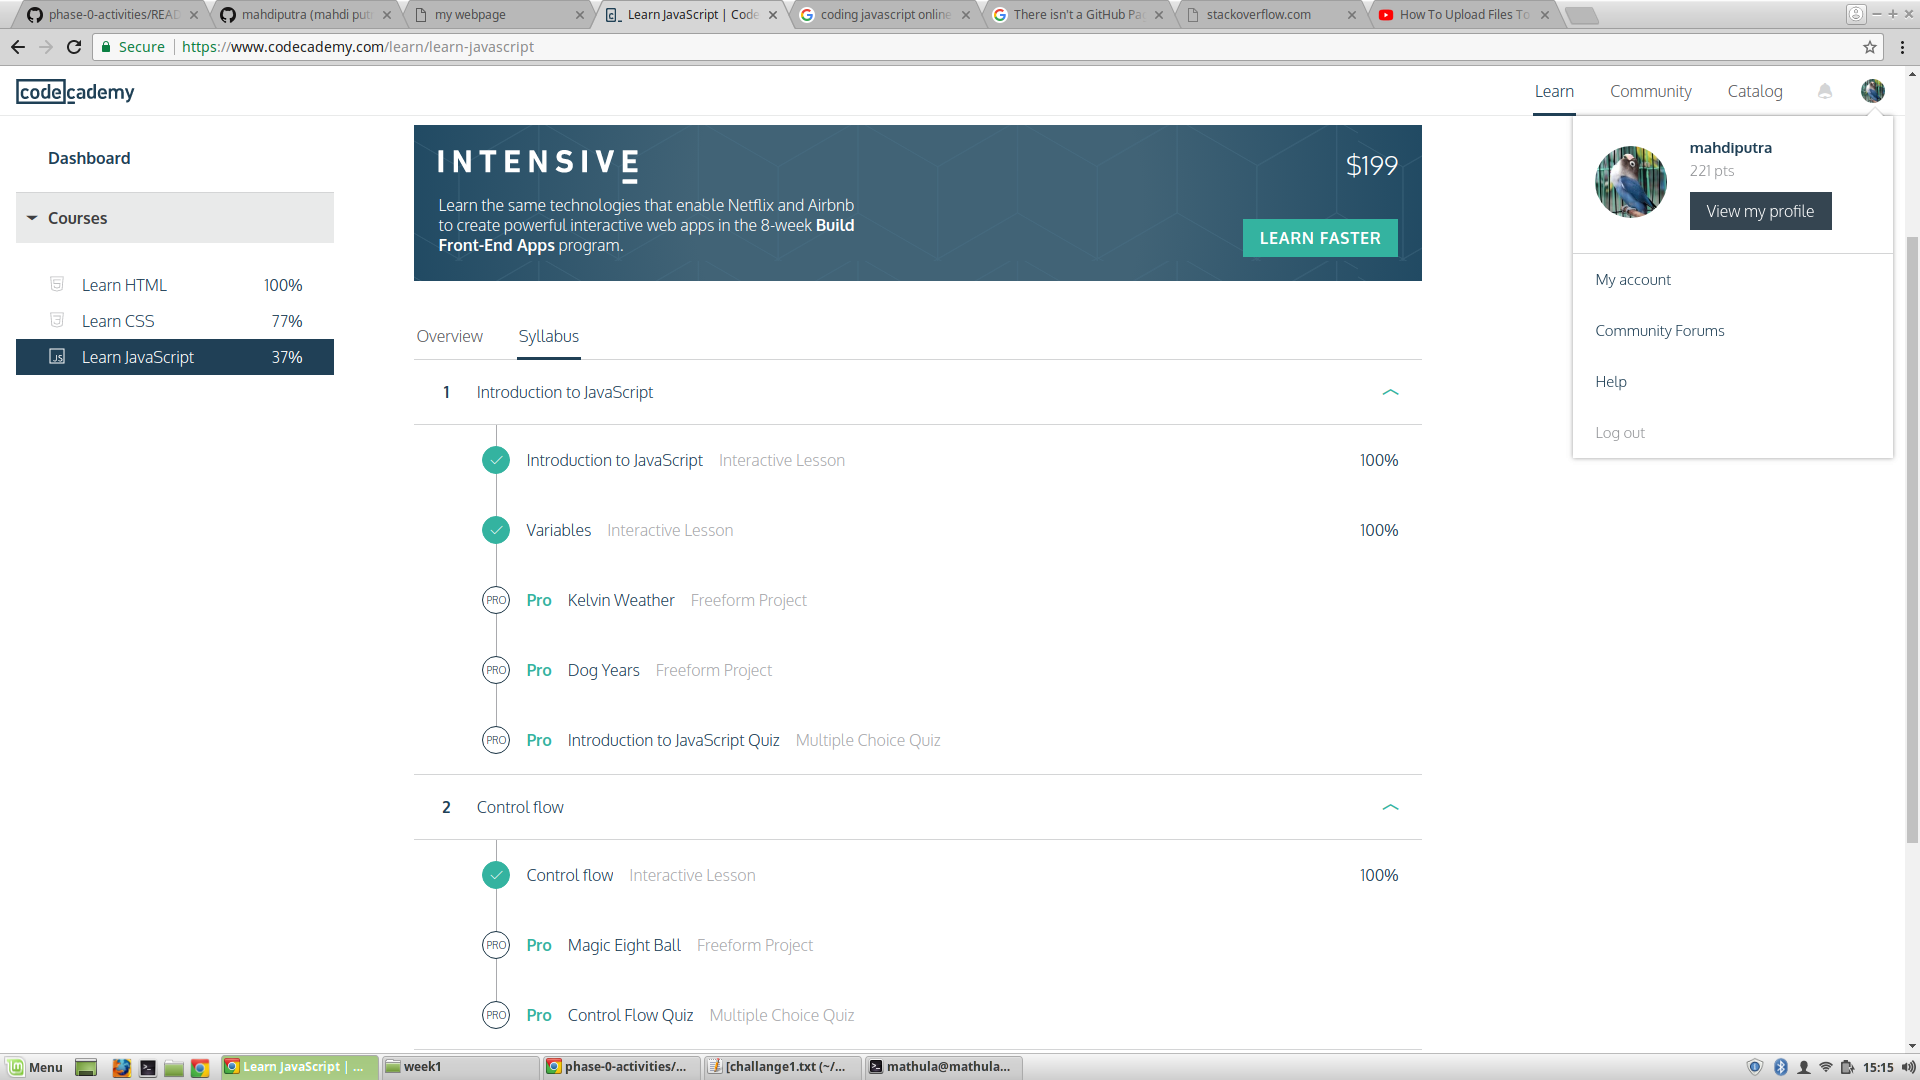 phase-0-activities/READ
mahdiputra (mahdi put
my webpage
Learn JavaScript | Code
coding javascript online
There isn't a GitHub Pa
stackoverflow.com
How To Upload Files To
Secure
https://www.codecademy.com/learn/learn-javascript
codecademy
Learn
Community
Catalog
Dashboard
Courses
Learn HTML 100%
Learn CSS 77%
JS Learn JavaScript 37%
INTENSIVE
$199
Learn the same technologies that enable Netflix and Airbnb
to create powerful interactive web apps in the 8-week Build
Front-End Apps program.
LEARN FASTER
mahdiputra
221 pts
View my profile
My account
Community Forums
Help
Log out
Overview
Syllabus
1 Introduction to JavaScript
Introduction to JavaScript Interactive Lesson 100%
Variables Interactive Lesson 100%
PRO Pro Kelvin Weather Freeform Project
PRO Pro Dog Years Freeform Project
PRO Pro Introduction to JavaScript Quiz Multiple Choice Quiz
2 Control flow
Control flow Interactive Lesson 100%
PRO Pro Magic Eight Ball Freeform Project
PRO Pro Control Flow Quiz Multiple Choice Quiz
Menu
Learn JavaScript | ...
week1
phase-0-activities/...
[challange1.txt (~/...
mathula@mathula...
15:15